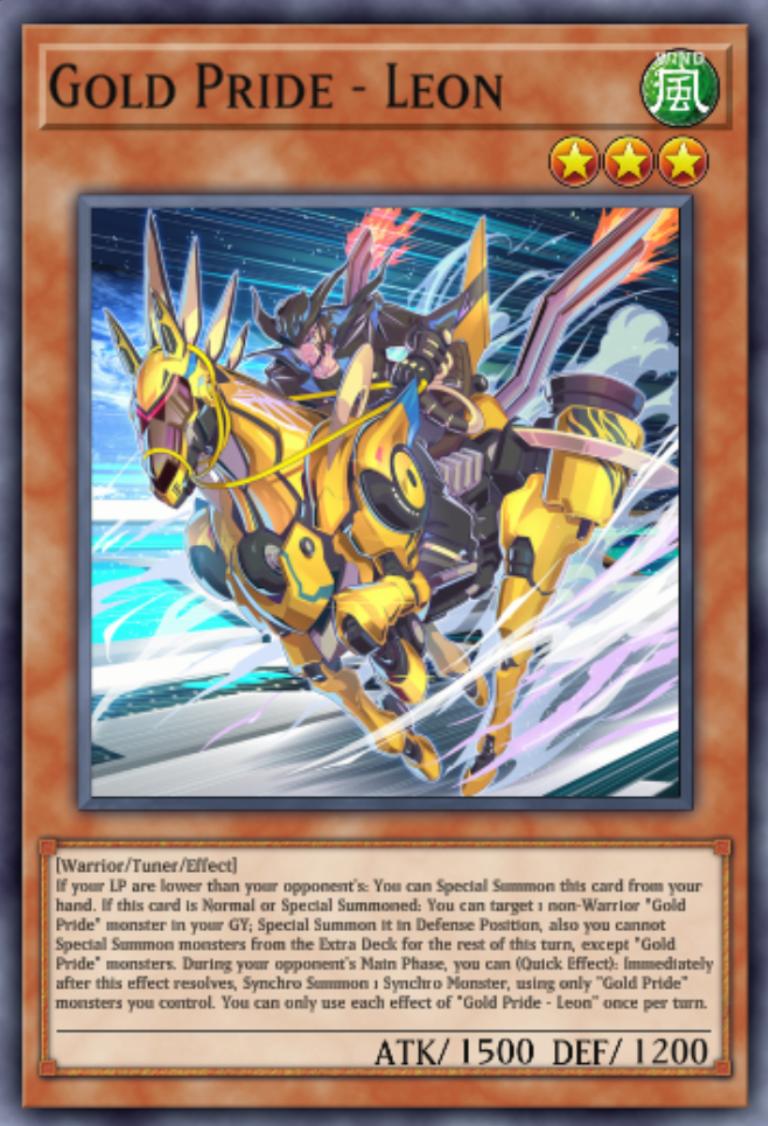 Gold Pride - Leon
WIND
風
[Warrior/Tuner/Effect]
If your LP are lower than your opponent's: You can Special Summon this card from your
hand. If this card is Normal or Special Summoned: You can target 1 non-Warrior "Gold
Pride" monster in your GY; Special Summon it in Defense Position, also you cannot
Special Summon monsters from the Extra Deck for the rest of this turn, except "Gold
Pride" monsters. During your opponent's Main Phase, you can (Quick Effect): Immediately
after this effect resolves, Synchro Summon 1 Synchro Monster, using only "Gold Pride"
monsters you control. You can only use each effect of "Gold Pride - Leon" once per turn.
ATK/ 1500 DEF/ 1200